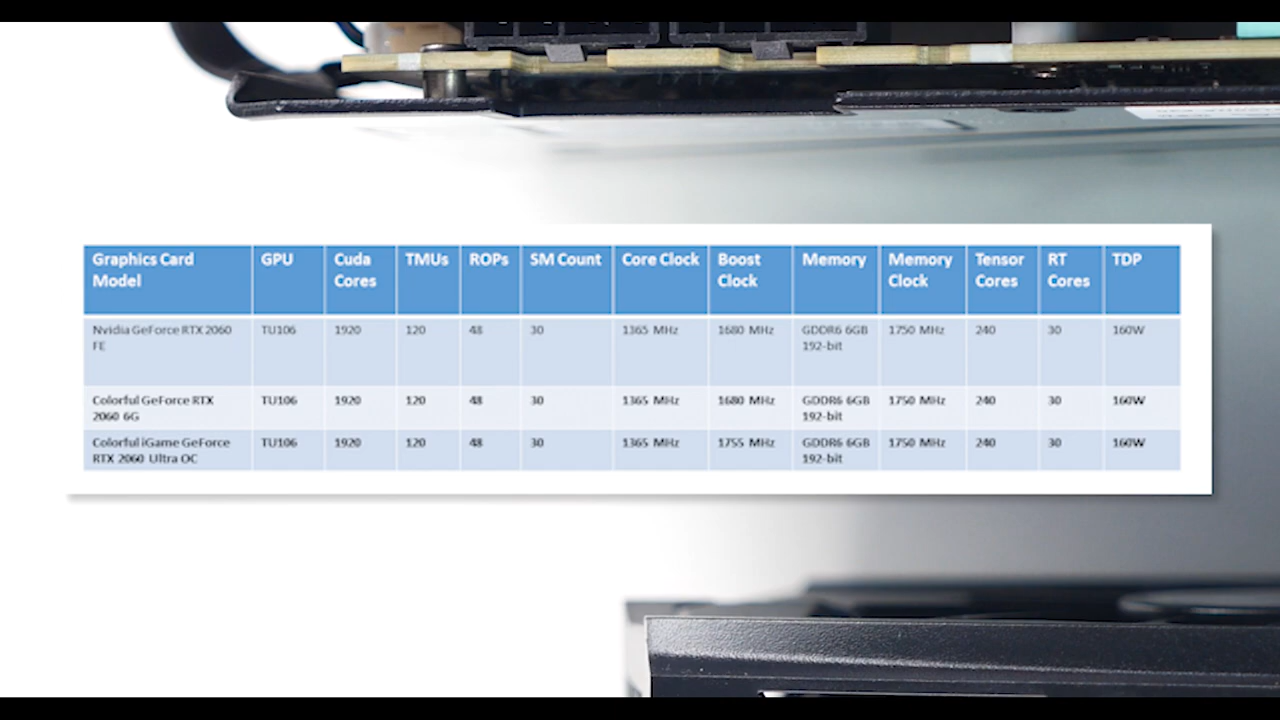 Graphics Card Model GPU Cuda Cores TMUs ROPs SM Count Core Clock Boost Clock Memory Memory Clock Tensor Cores RT Cores TDP
Nvidia GeForce RTX 2060 FE TU106 1920 120 48 30 1365 MHz 1680 MHz GDDR6 6GB 192-bit 1750 MHz 240 30 160W
Colorful GeForce RTX 2060 6G TU106 1920 120 48 30 1365 MHz 1680 MHz GDDR6 6GB 192-bit 1750 MHz 240 30 160W
Colorful iGame GeForce RTX 2060 Ultra OC TU106 1920 120 48 30 1365 MHz 1755 MHz GDDR6 6GB 192-bit 1750 MHz 240 30 160W